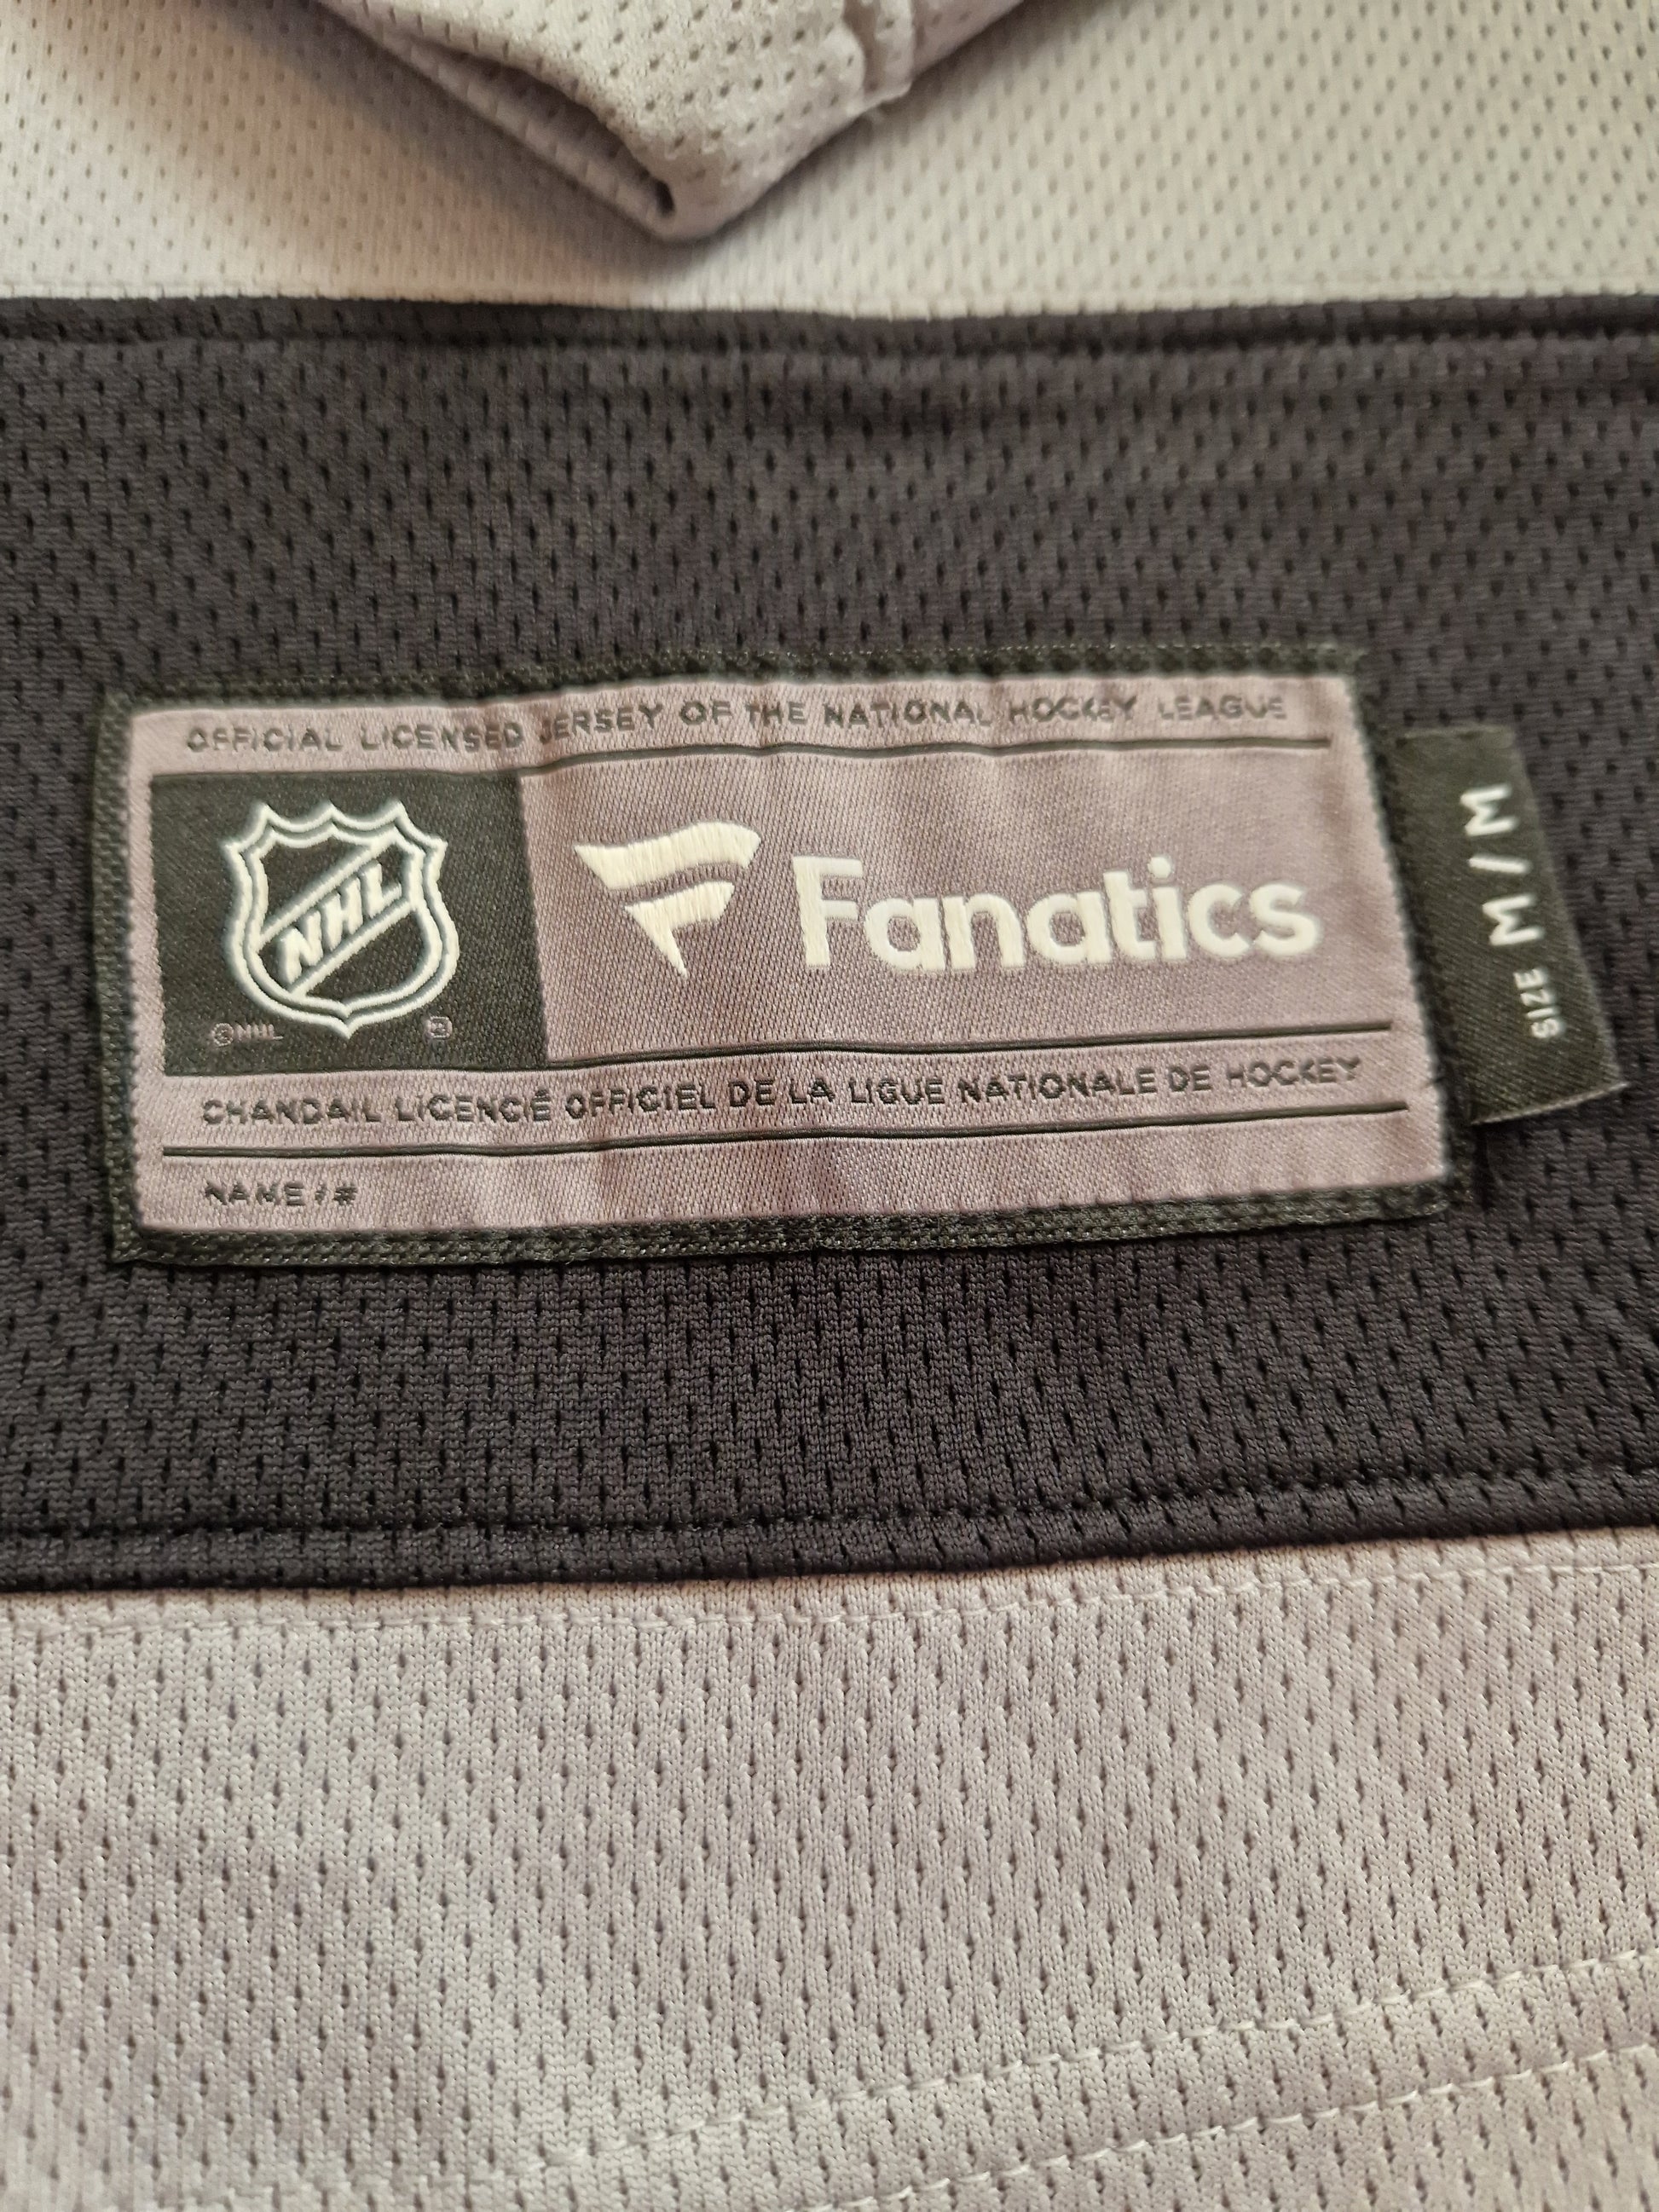 OFFICIAL LICENSED JERSEY OF THE NATIONAL HOCKEY LEAGUE
NHL
©NHL ®
Fanatics
CHANDAIL LICENCIÉ OFFICIEL DE LA LIGUE NATIONALE DE HOCKEY
NAME / #
SIZE M / M